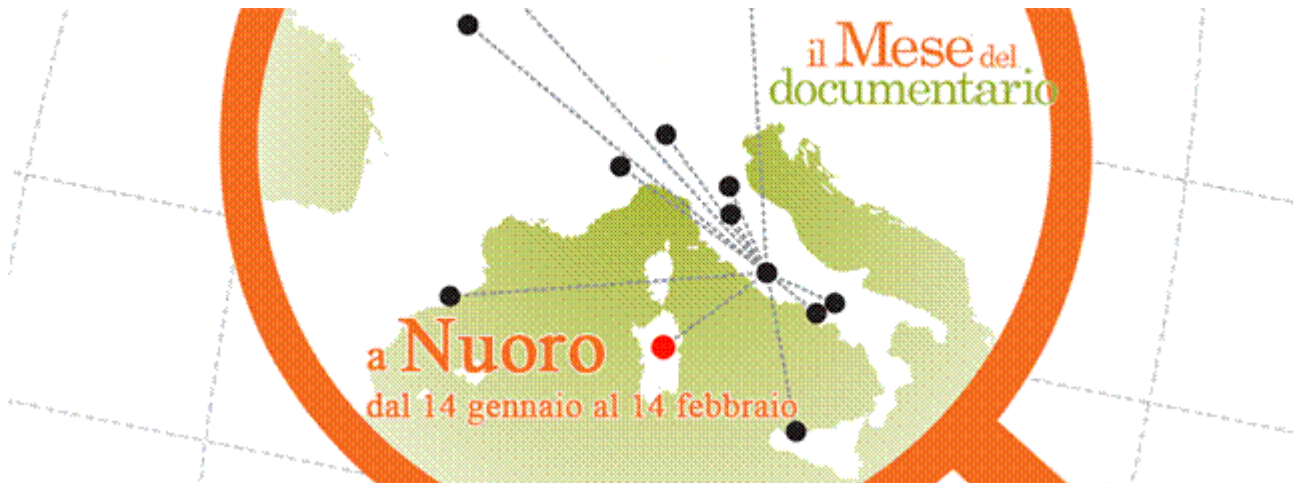 il Mese del
documentario
a Nuoro
dal 14 gennaio al 14 febbraio